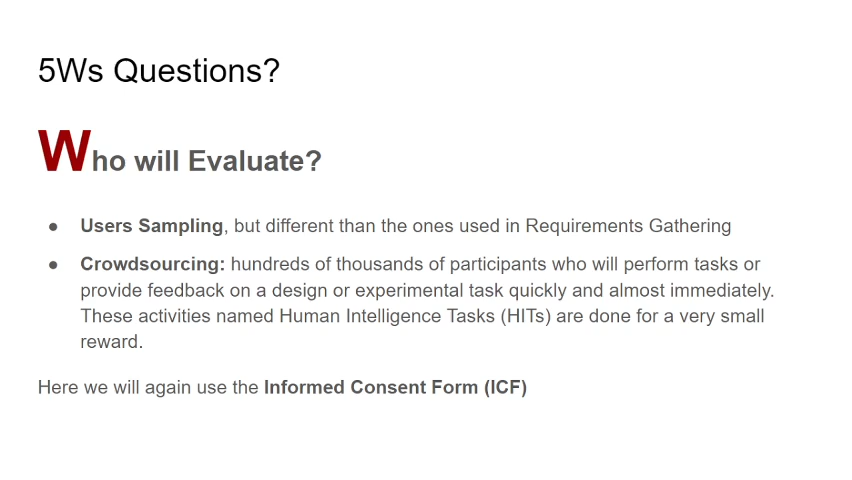 5Ws Questions?
Who will Evaluate?
● Users Sampling, but different than the ones used in Requirements Gathering
● Crowdsourcing: hundreds of thousands of participants who will perform tasks or
provide feedback on a design or experimental task quickly and almost immediately.
These activities named Human Intelligence Tasks (HITs) are done for a very small
reward.
Here we will again use the Informed Consent Form (ICF)